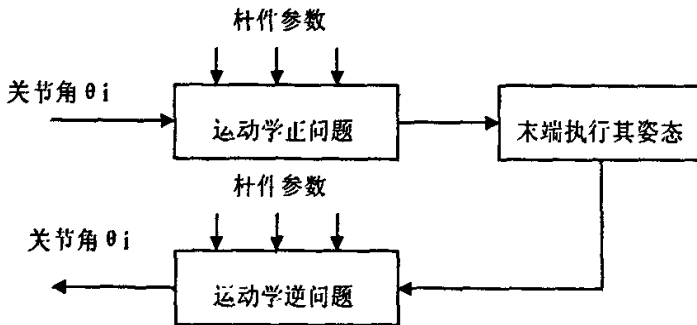 杆件参数
关节角θi
运动学正问题
末端执行其姿态
杆件参数
关节角θi
运动学逆问题